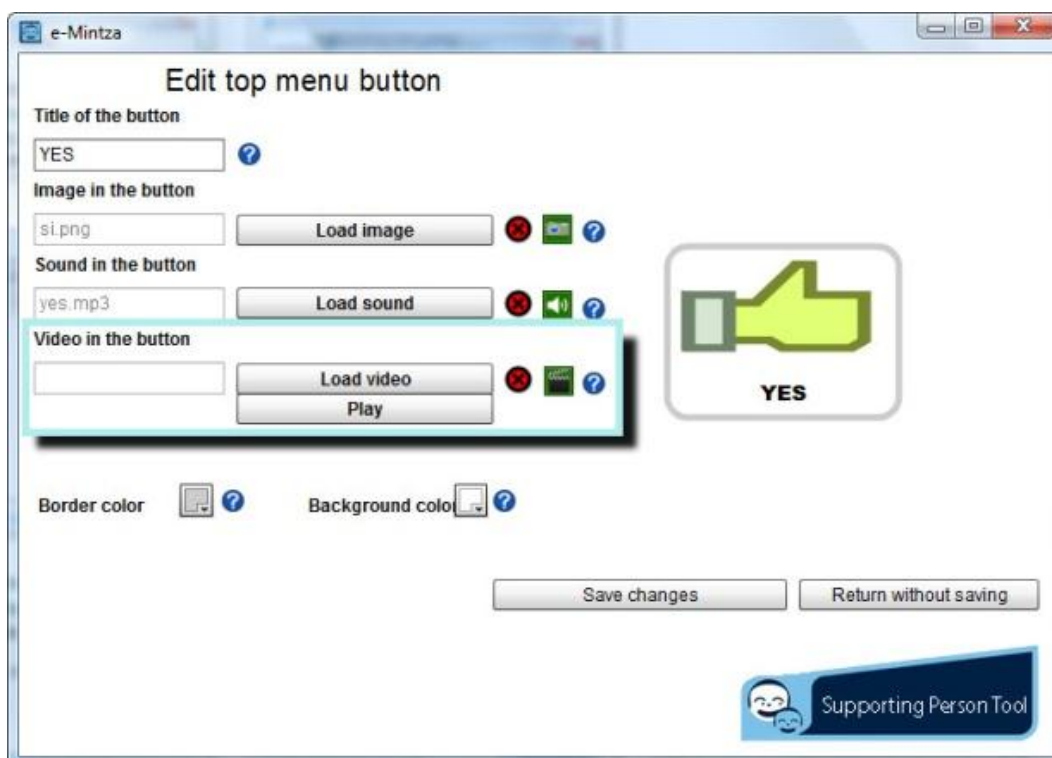 e-Mintza
Edit top menu button
Title of the button
YES
Image in the button
si.png Load image
Sound in the button
yes.mp3 Load sound
Video in the button
Load video
Play
YES
Border color Background color
Save changes Return without saving
Supporting Person Tool